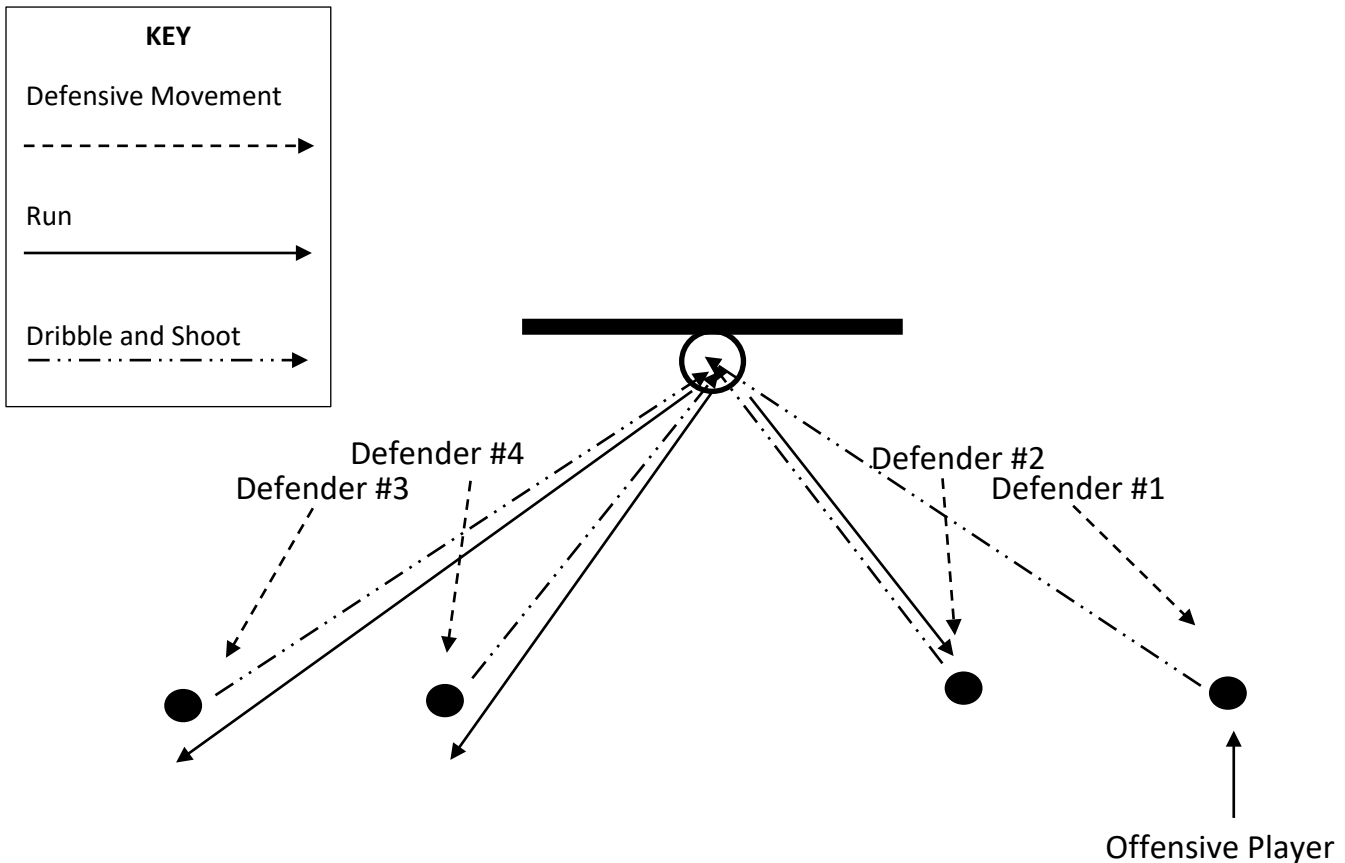 KEY
Defensive Movement
Run
Dribble and Shoot
Defender #4
Defender #3
Defender #2
Defender #1
Offensive Player